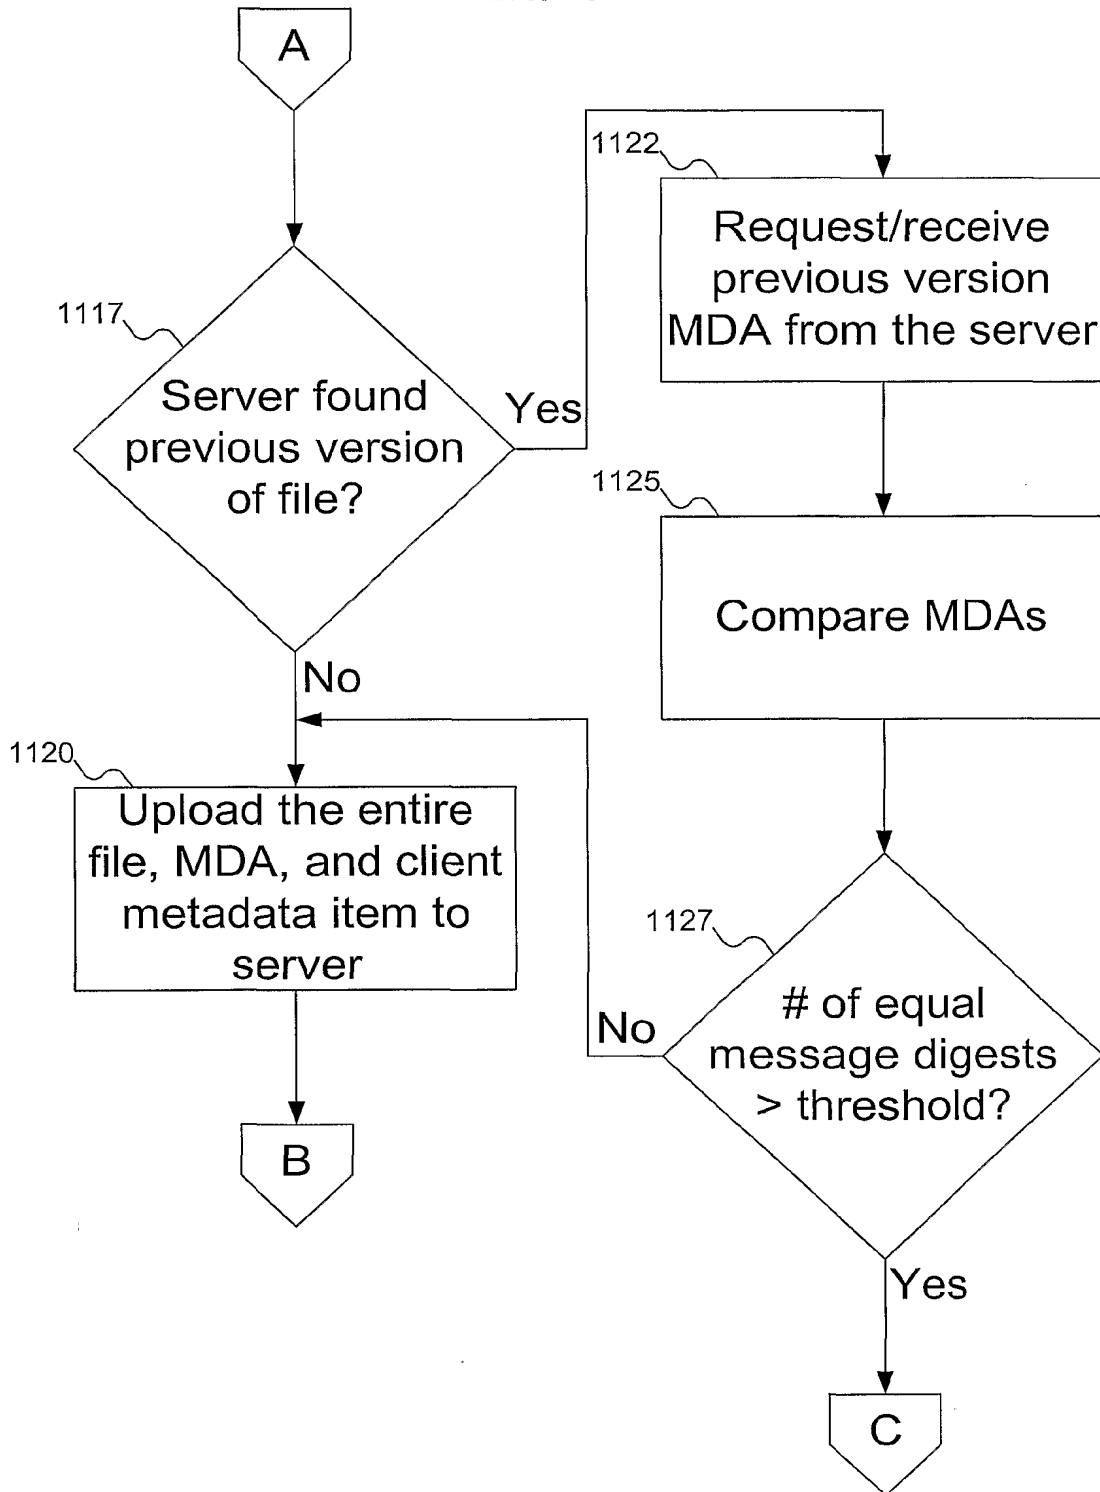 A
1117
Server found
previous version
of file?
Yes
No
1120
Upload the entire
file, MDA, and client
metadata item to
server
B
1122
Request/receive
previous version
MDA from the server
1125
Compare MDAs
1127
# of equal
message digests
> threshold?
No
Yes
C